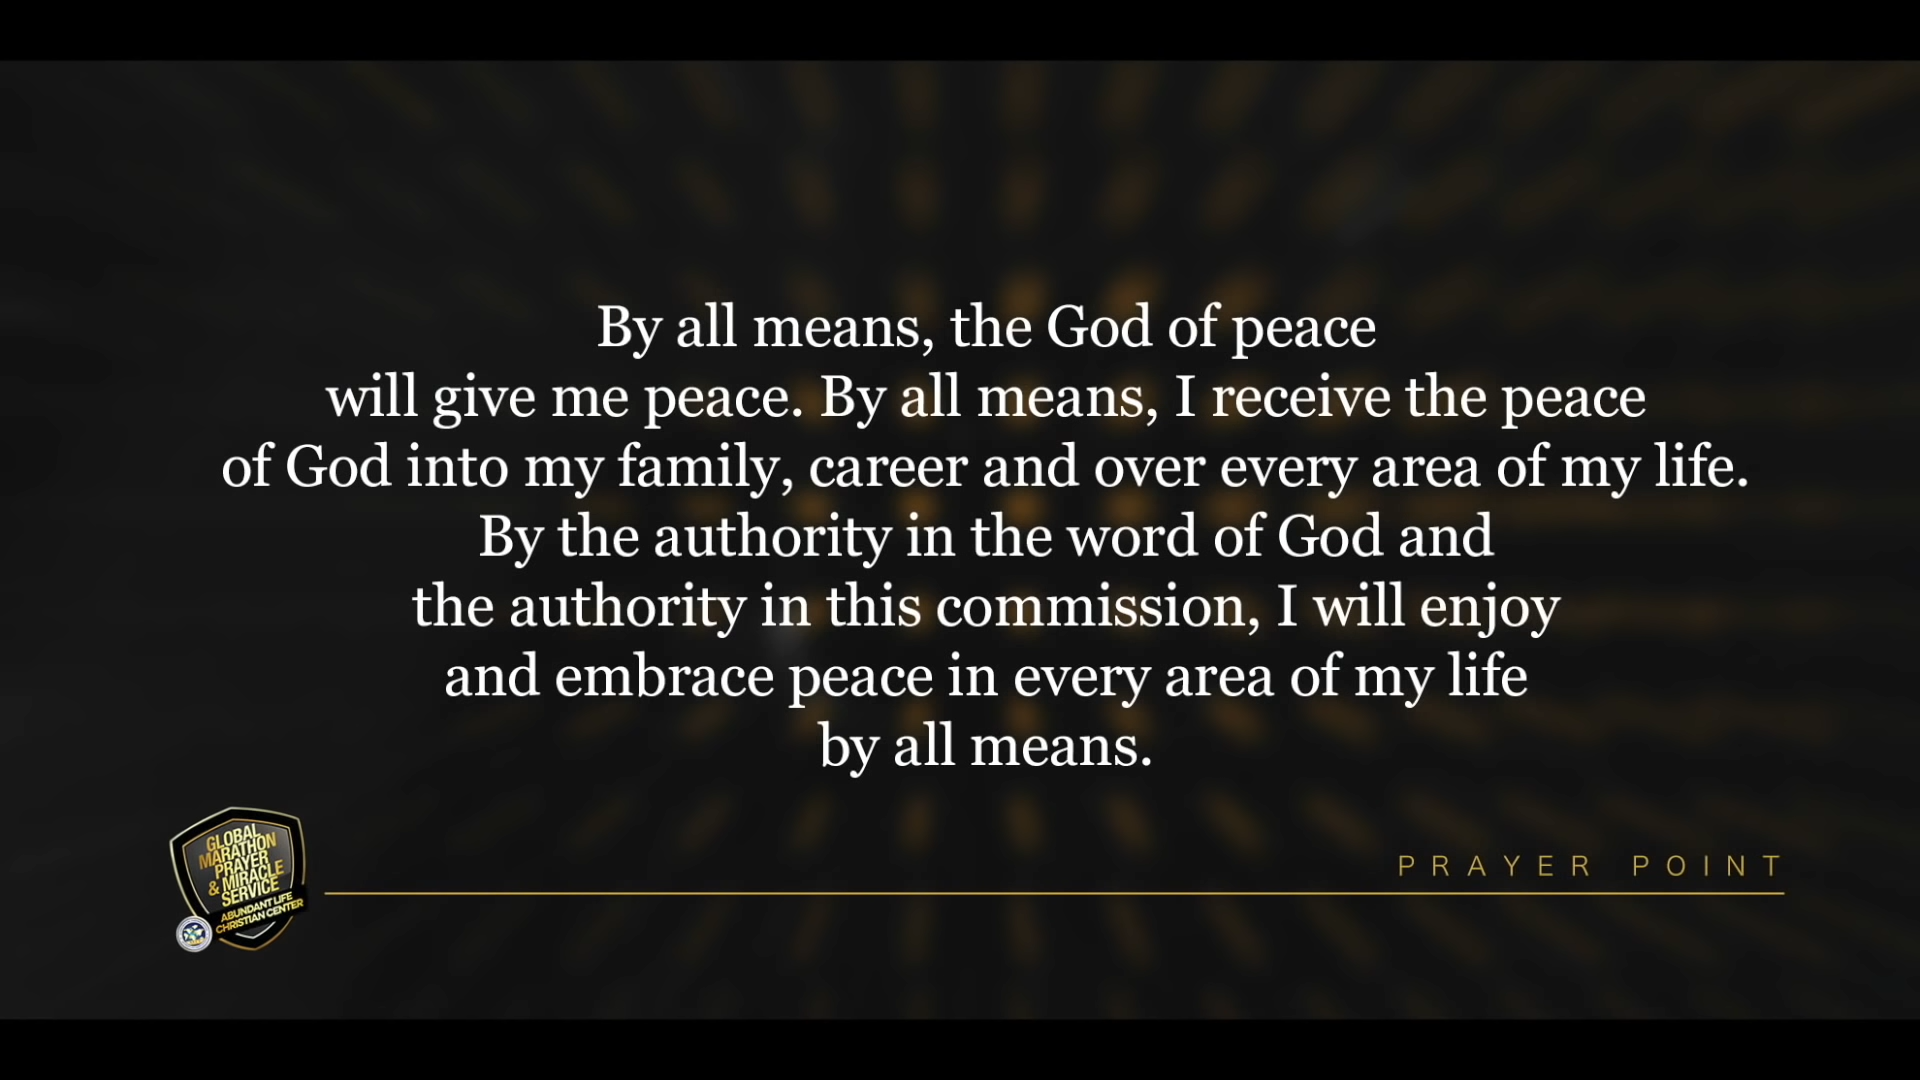 By all means, the God of peace
will give me peace. By all means, I receive the peace
of God into my family, career and over every area of my life.
By the authority in the word of God and
the authority in this commission, I will enjoy
and embrace peace in every area of my life
by all means.
PRAYER POINT
GLOBAL
MARATHON
PRAYER
& MIRACLE
SERVICE
ABUNDANT LIFE
CHRISTIAN CENTER